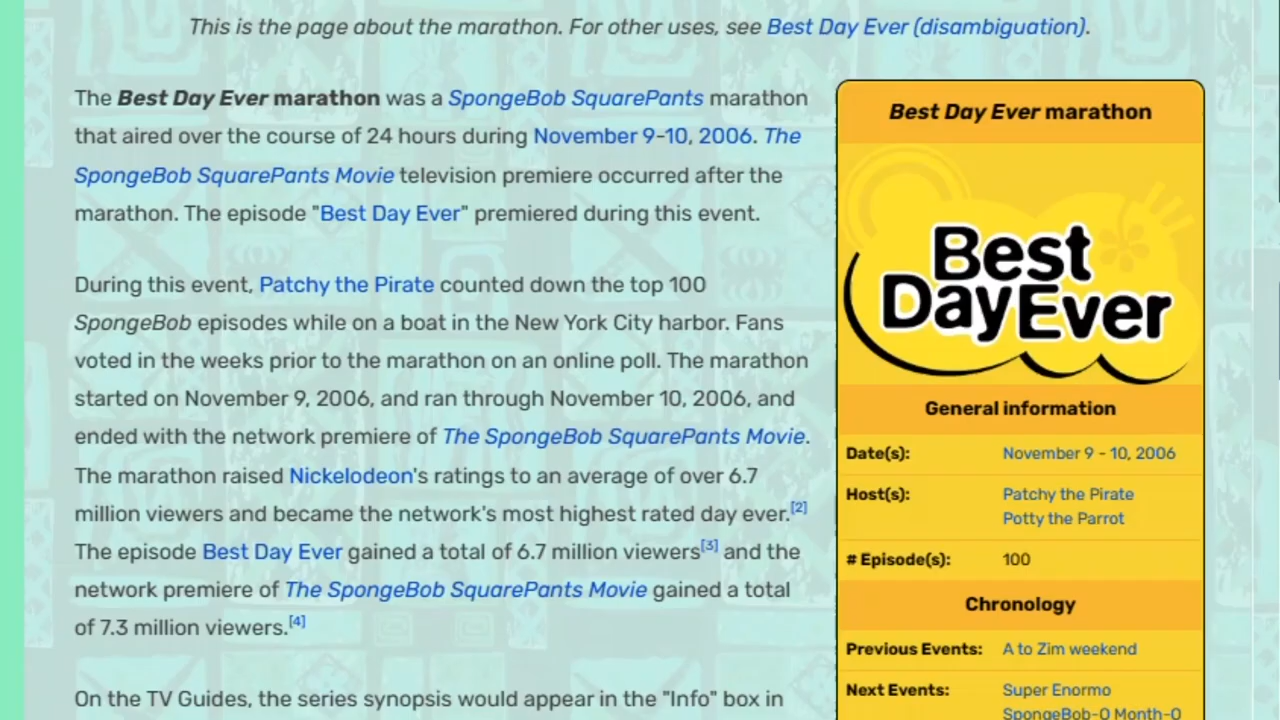 This is the page about the marathon. For other uses, see Best Day Ever (disambiguation).
The Best Day Ever marathon was a SpongeBob SquarePants marathon
that aired over the course of 24 hours during November 9-10, 2006. The
SpongeBob SquarePants Movie television premiere occurred after the
marathon. The episode "Best Day Ever" premiered during this event.
During this event, Patchy the Pirate counted down the top 100
SpongeBob episodes while on a boat in the New York City harbor. Fans
voted in the weeks prior to the marathon on an online poll. The marathon
started on November 9, 2006, and ran through November 10, 2006, and
ended with the network premiere of The SpongeBob SquarePants Movie.
The marathon raised Nickelodeon's ratings to an average of over 6.7
million viewers and became the network's most highest rated day ever.[2]
The episode Best Day Ever gained a total of 6.7 million viewers[3] and the
network premiere of The SpongeBob SquarePants Movie gained a total
of 7.3 million viewers.[4]
On the TV Guides, the series synopsis would appear in the "Info" box in
Best Day Ever marathon
Best
Day Ever
General information
Date(s): November 9 - 10, 2006
Host(s): Patchy the Pirate
Potty the Parrot
# Episode(s): 100
Chronology
Previous Events: A to Zim weekend
Next Events: Super Enormo
SpongeBob-O Month-O